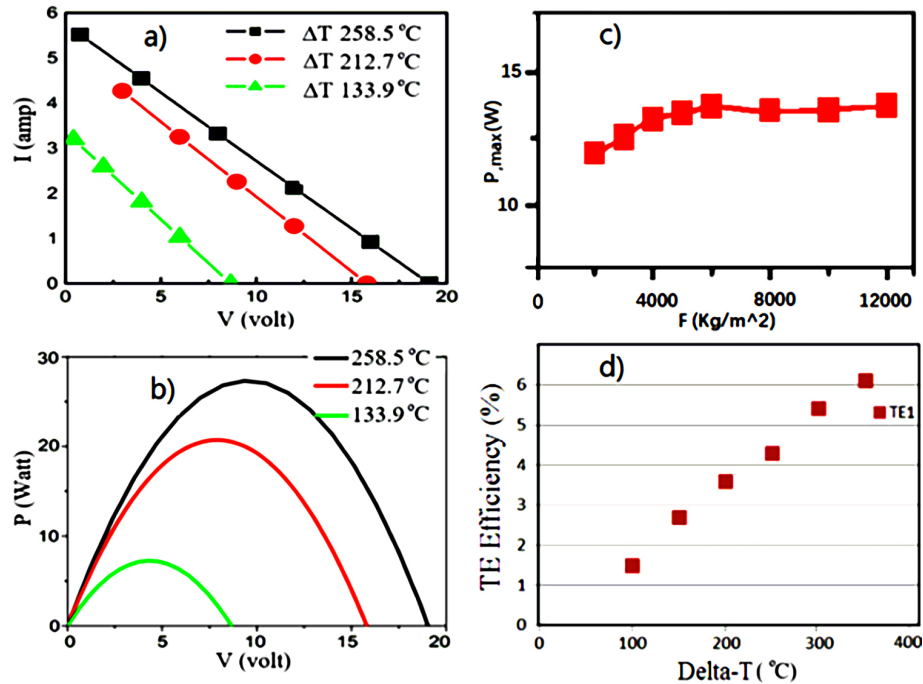 a)
ΔT 258.5 °C
ΔT 212.7 °C
ΔT 133.9 °C
6
5
4
3
2
1
0
I (amp)
0 5 10 15 20
V (volt)
c)
15
10
P,max(W)
0 4000 8000 12000
F (Kg/m^2)
b)
258.5 °C
212.7 °C
133.9 °C
30
20
10
0
P (Watt)
0 5 10 15 20
V (volt)
d)
TE1
6
5
4
3
2
1
0
TE Efficiency (%)
0 100 200 300 400
Delta-T ( °C)